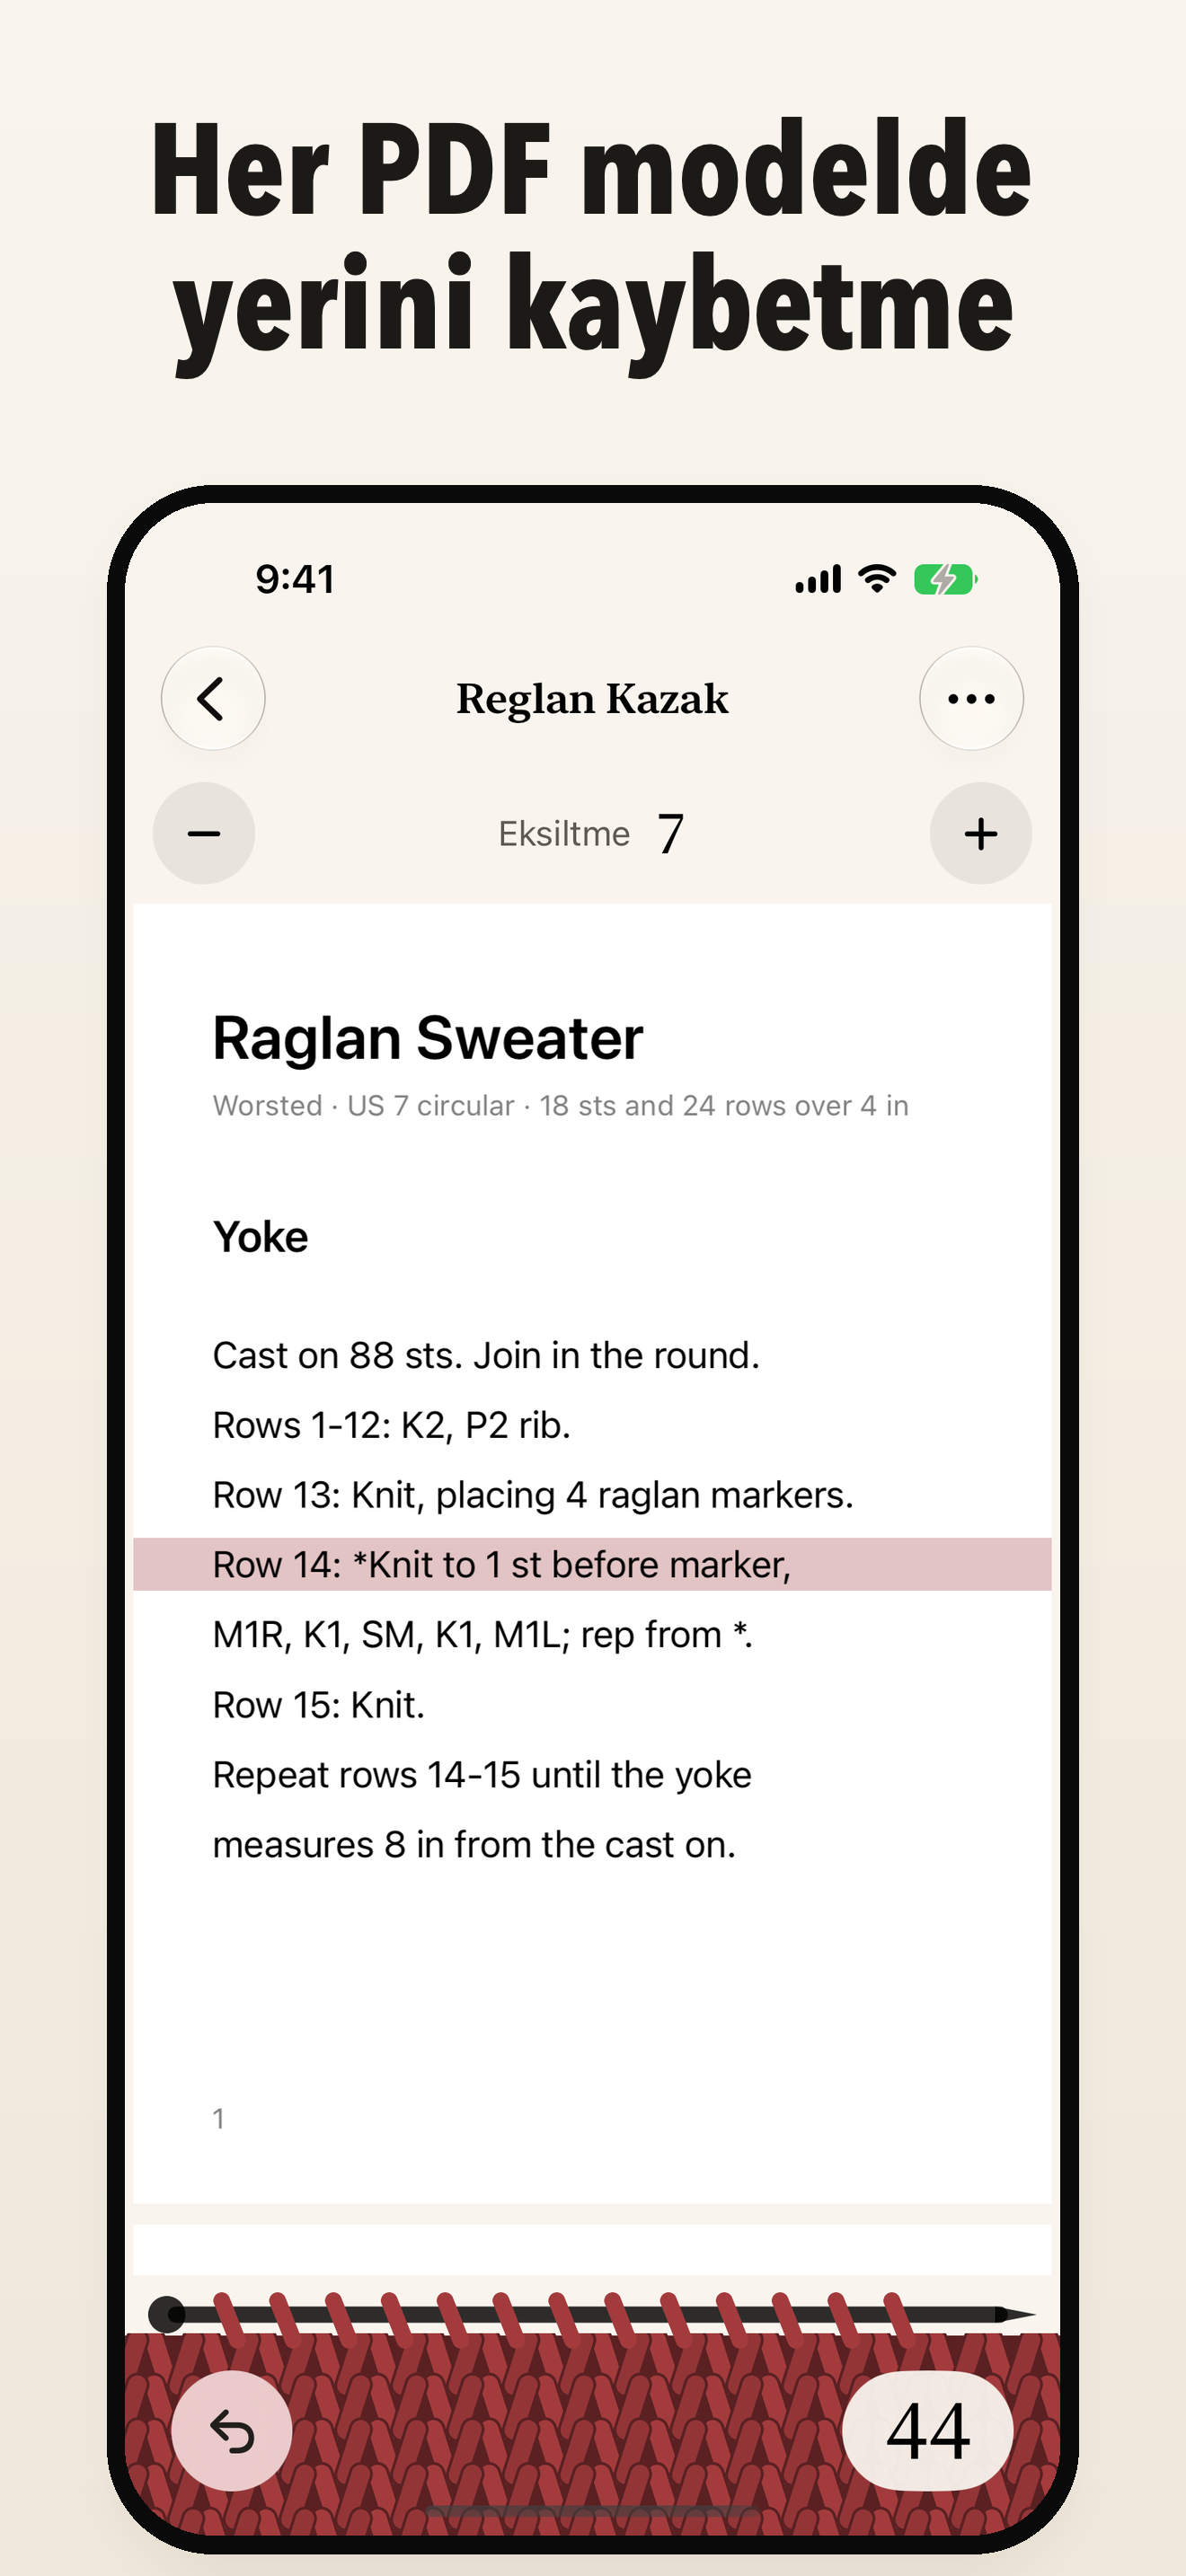 Her PDF modelde
yerini kaybetme
9:41
Reglan Kazak
Eksiltme 7
Raglan Sweater
Worsted · US 7 circular · 18 sts and 24 rows over 4 in
Yoke
Cast on 88 sts. Join in the round.
Rows 1-12: K2, P2 rib.
Row 13: Knit, placing 4 raglan markers.
Row 14: *Knit to 1 st before marker,
M1R, K1, SM, K1, M1L; rep from *.
Row 15: Knit.
Repeat rows 14-15 until the yoke
measures 8 in from the cast on.
1
44